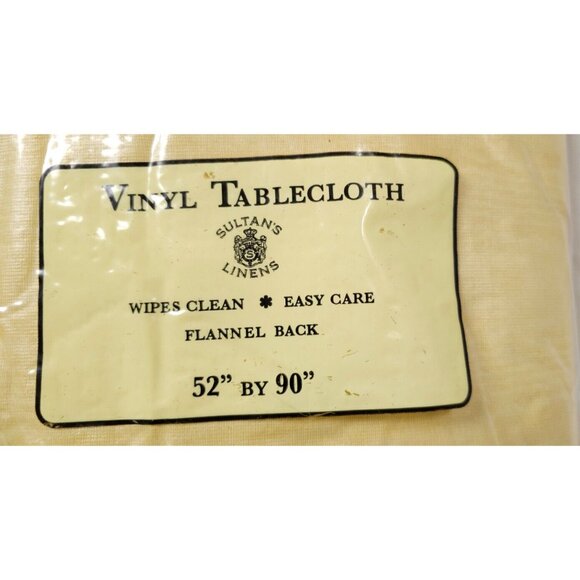 VINYL TABLECLOTH
SULTAN'S
S
LINENS
WIPES CLEAN * EASY CARE
FLANNEL BACK
52" BY 90"